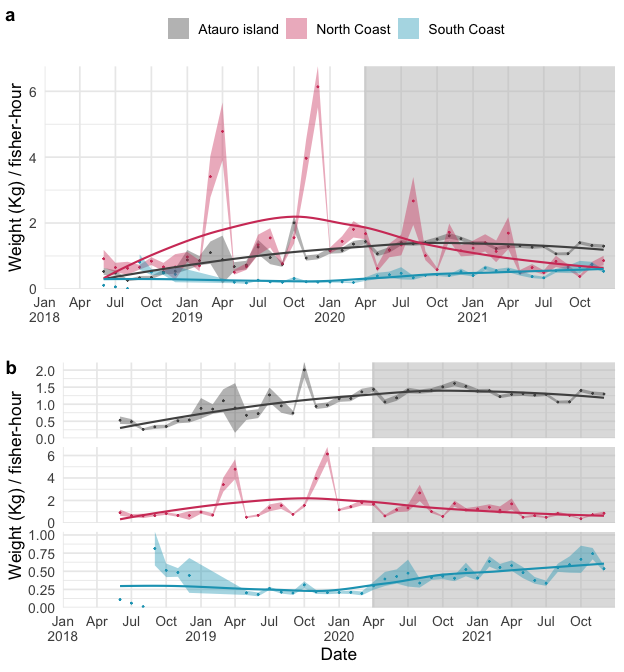 a
Atauro island North Coast South Coast
Weight (Kg) / fisher-hour
6
4
2
0
Jan Apr Jul Oct Jan Apr Jul Oct Jan Apr Jul Oct Jan Apr Jul Oct
2018 2019 2020 2021
b
Weight (Kg) / fisher-hour
2.0
1.5
1.0
0.5
0.0
6
4
2
0
1.00
0.75
0.50
0.25
0.00
Jan Apr Jul Oct Jan Apr Jul Oct Jan Apr Jul Oct Jan Apr Jul Oct
2018 2019 2020 2021
Date